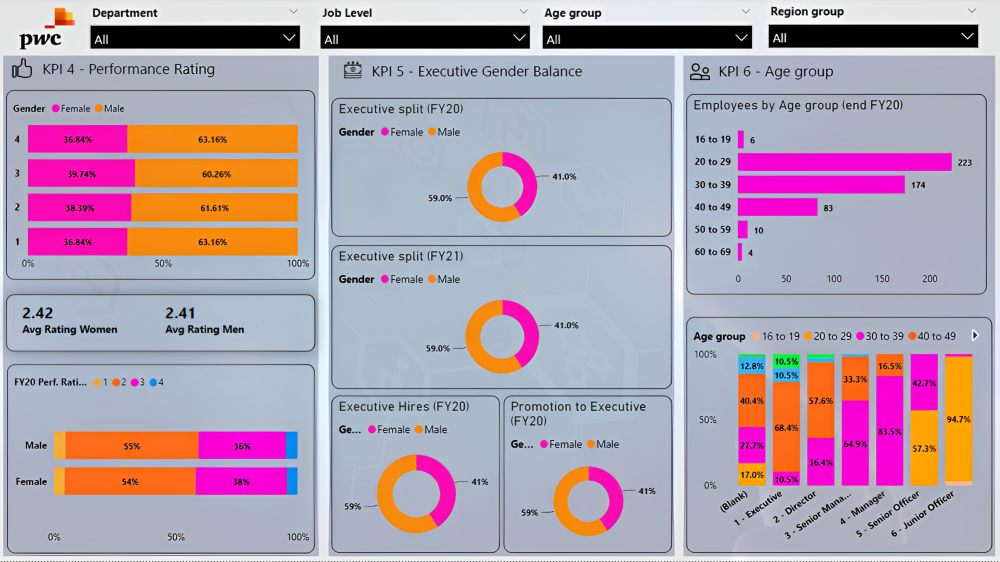 pwc
Department
All
Job Level
All
Age group
All
Region group
All
KPI 4 - Performance Rating
Gender Female Male
4 36.84% 63.16%
3 39.74% 60.26%
2 38.39% 61.61%
1 36.84% 63.16%
0% 50% 100%
2.42
Avg Rating Women
2.41
Avg Rating Men
FY20 Perf. Rati... 1 2 3 4
Male 55% 36%
Female 54% 38%
0% 50% 100%
KPI 5 - Executive Gender Balance
Executive split (FY20)
Gender Female Male
41.0%
59.0%
Executive split (FY21)
Gender Female Male
41.0%
59.0%
Executive Hires (FY20)
Ge... Female Male
41%
59%
Promotion to Executive
(FY20)
Ge... Female Male
41%
59%
KPI 6 - Age group
Employees by Age group (end FY20)
16 to 19 6
20 to 29 223
30 to 39 174
40 to 49 83
50 to 59 10
60 to 69 4
0 50 100 150 200
Age group 16 to 19 20 to 29 30 to 39 40 to 49
100%
50%
0%
12.8%
40.4%
27.7%
17.0%
10.5%
10.5%
68.4%
10.5%
57.6%
36.4%
33.3%
64.9%
16.5%
83.5%
42.7%
57.3%
94.7%
(Blank)
1 - Executive
2 - Director
3 - Senior Mana...
4 - Manager
5 - Senior Officer
6 - Junior Officer